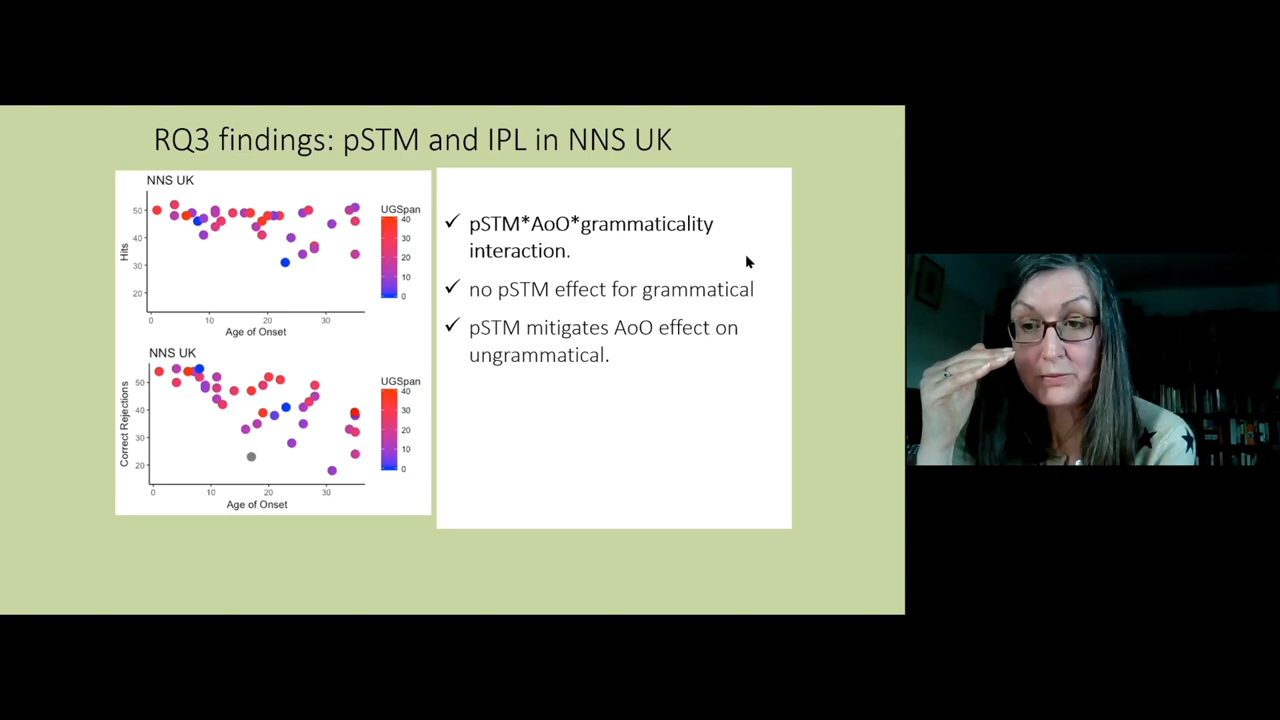 RQ3 findings: pSTM and IPL in NNS UK
NNS UK
Hits
50
40
30
20
0
10
20
30
Age of Onset
UGSpan
40
30
20
10
0
NNS UK
Correct Rejections
50
40
30
20
0
10
20
30
Age of Onset
UGSpan
40
30
20
10
0
✓ pSTM*AoO*grammaticality
interaction.
✓ no pSTM effect for grammatical
✓ pSTM mitigates AoO effect on
ungrammatical.